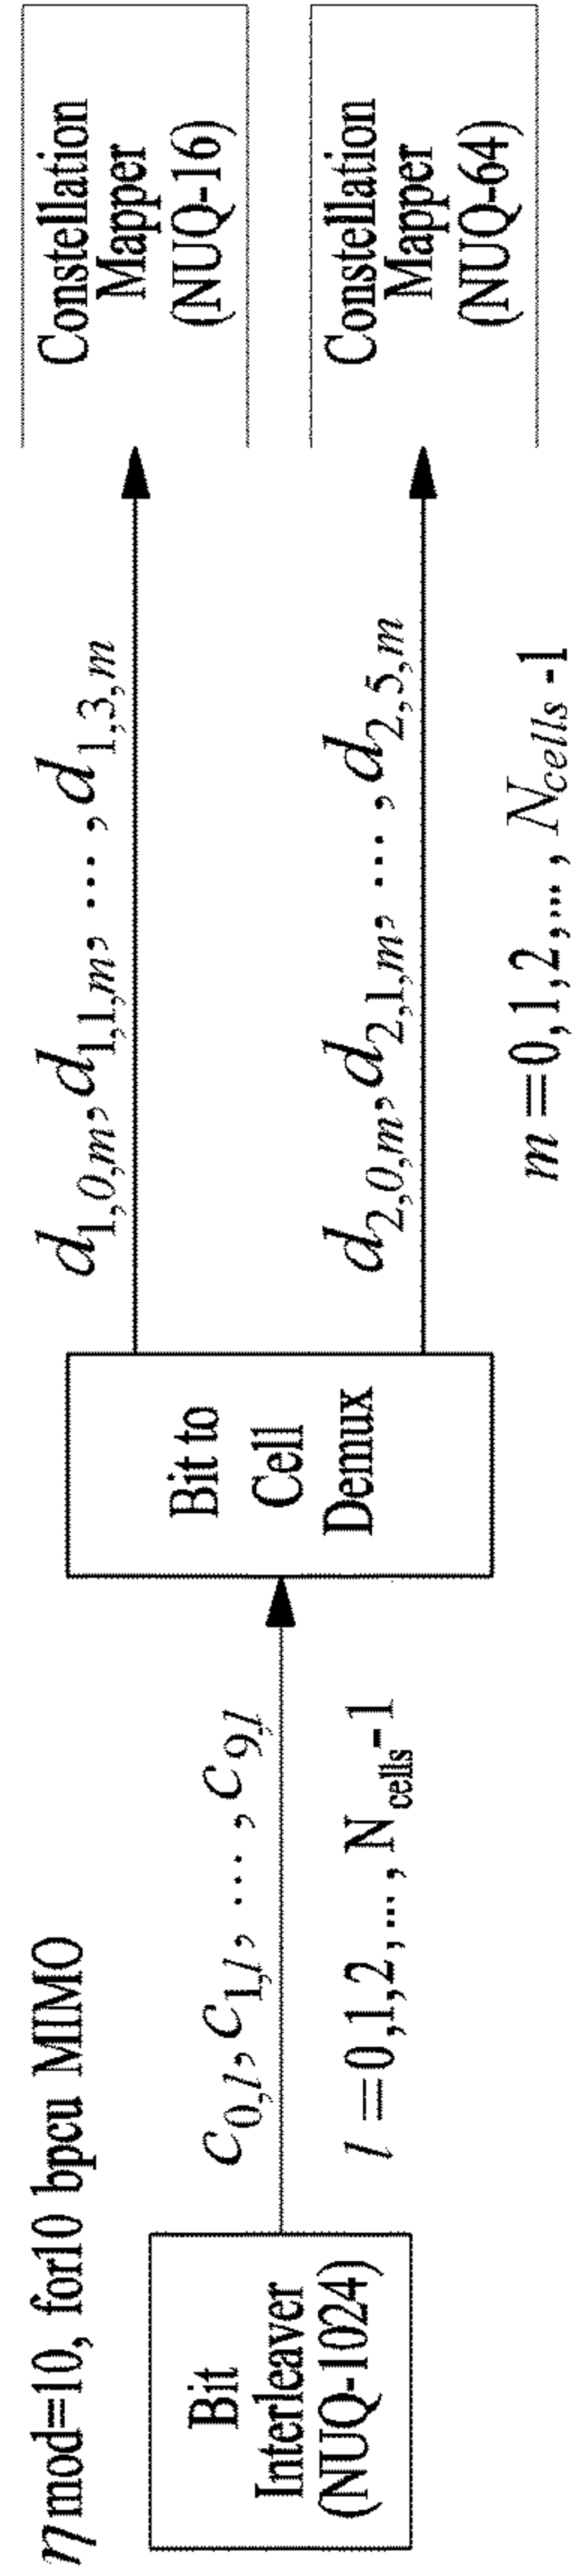 η mod=10, for10 bpcu MIMO
Bit
Interleaver
(NUQ-1024)
c0,l, c1,l, ..., c9,l
l =0,1,2,..., Ncells-1
Bit to
Cell
Demux
d1,0,m, d1,1,m, ..., d1,3,m
d2,0,m, d2,1,m, ..., d2,5,m
m =0,1,2,..., Ncells -1
Constellation
Mapper
(NUQ-16)
Constellation
Mapper
(NUQ-64)